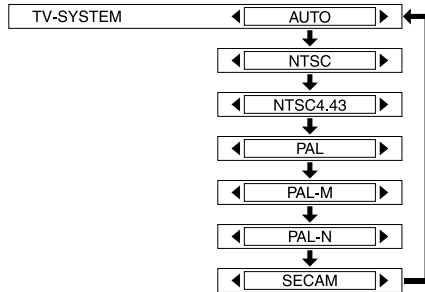 TV-SYSTEM AUTO
NTSC
NTSC4.43
PAL
PAL-M
PAL-N
SECAM